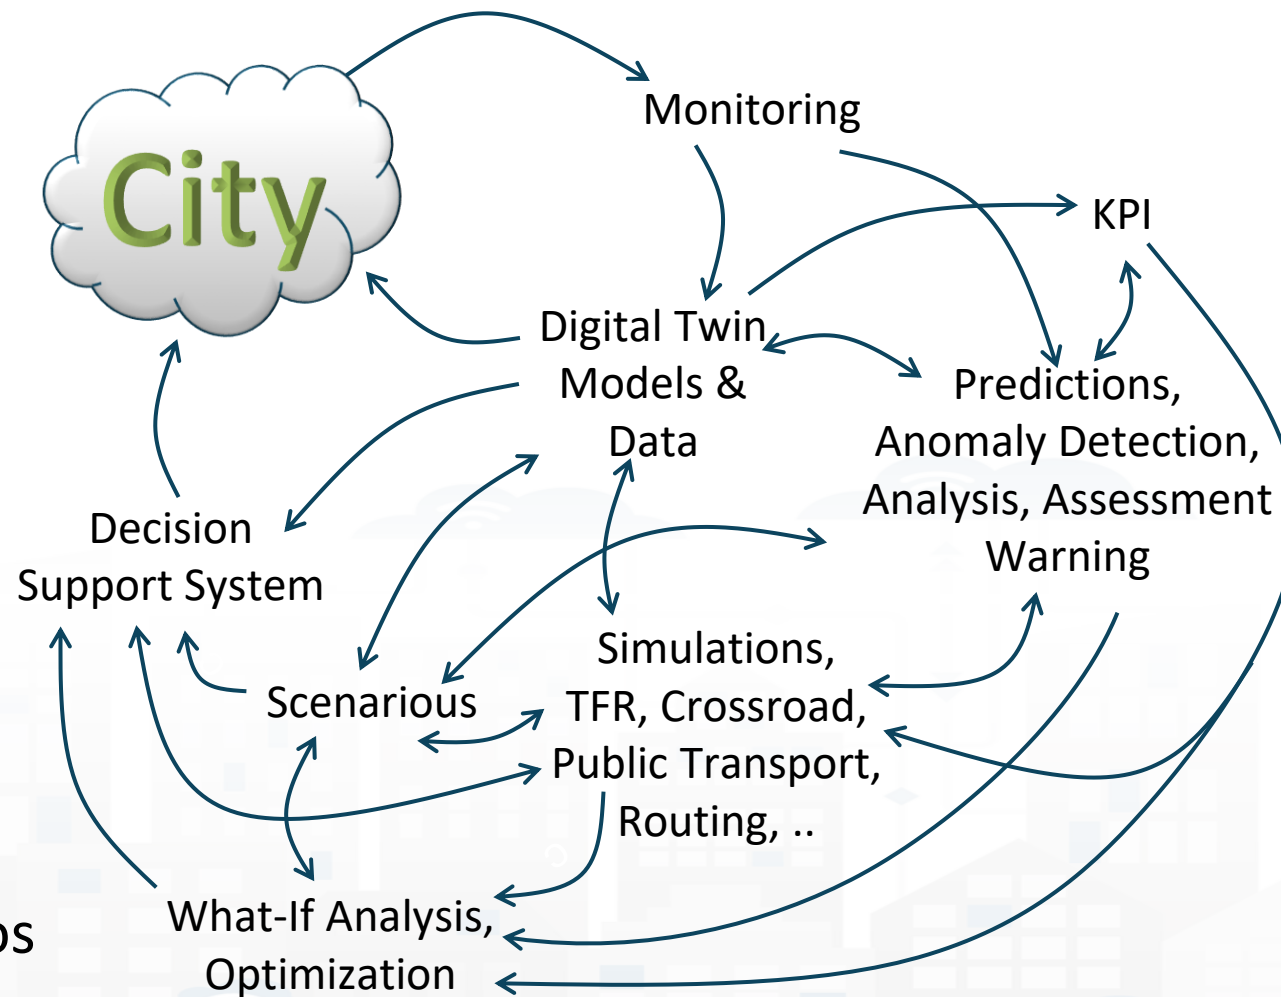 City
Monitoring
KPI
Digital Twin
Models &
Data
Predictions,
Anomaly Detection,
Analysis, Assessment
Warning
Decision
Support System
Scenarious
Simulations,
TFR, Crossroad,
Public Transport,
Routing, ..
What-If Analysis,
Optimization